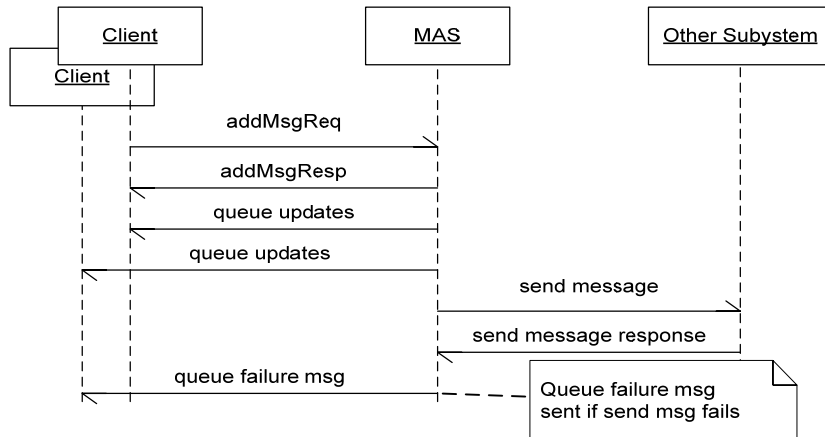 Client
MAS
Other Subystem
Client
addMsgReq
addMsgResp
queue updates
queue updates
send message
send message response
queue failure msg
Queue failure msg
sent if send msg fails